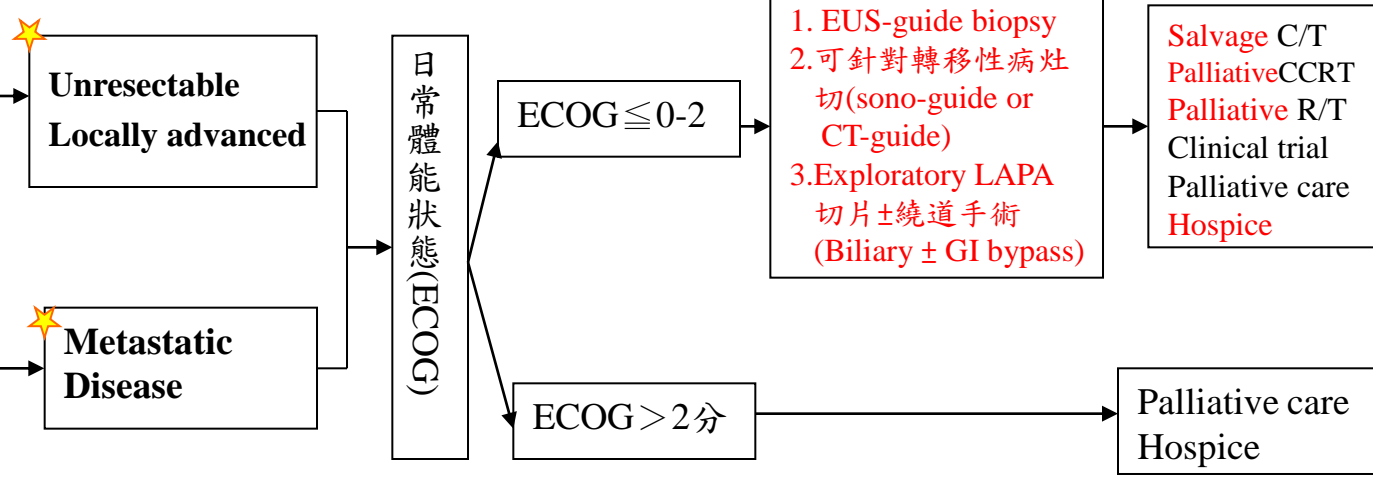 Unresectable
Locally advanced
Metastatic
Disease
日常體能狀態(ECOG)
ECOG≦0-2
ECOG＞2分
1. EUS-guide biopsy
2.可針對轉移性病灶
切(sono-guide or
CT-guide)
3.Exploratory LAPA
切片±繞道手術
(Biliary ± GI bypass)
Salvage C/T
PalliativeCCRT
Palliative R/T
Clinical trial
Palliative care
Hospice
Palliative care
Hospice